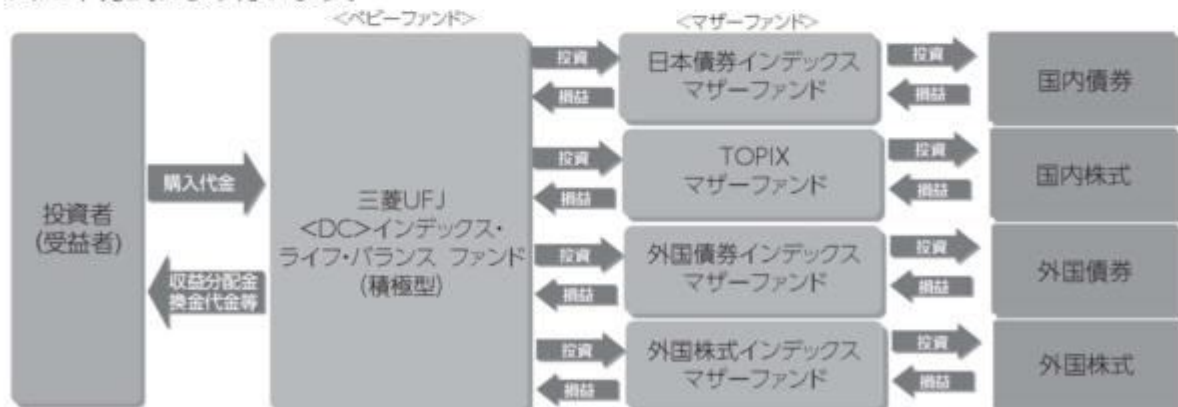 <ベビーファンド>
<マザーファンド>
投資者
(受益者)
購入代金
収益分配金
換金代金等
三菱UFJ
<DC>インデックス・
ライフ・バランス ファンド
(積極型)
投資
損益
日本債券インデックス
マザーファンド
投資
損益
国内債券
投資
損益
TOPIX
マザーファンド
投資
損益
国内株式
投資
損益
外国債券インデックス
マザーファンド
投資
損益
外国債券
投資
損益
外国株式インデックス
マザーファンド
投資
損益
外国株式